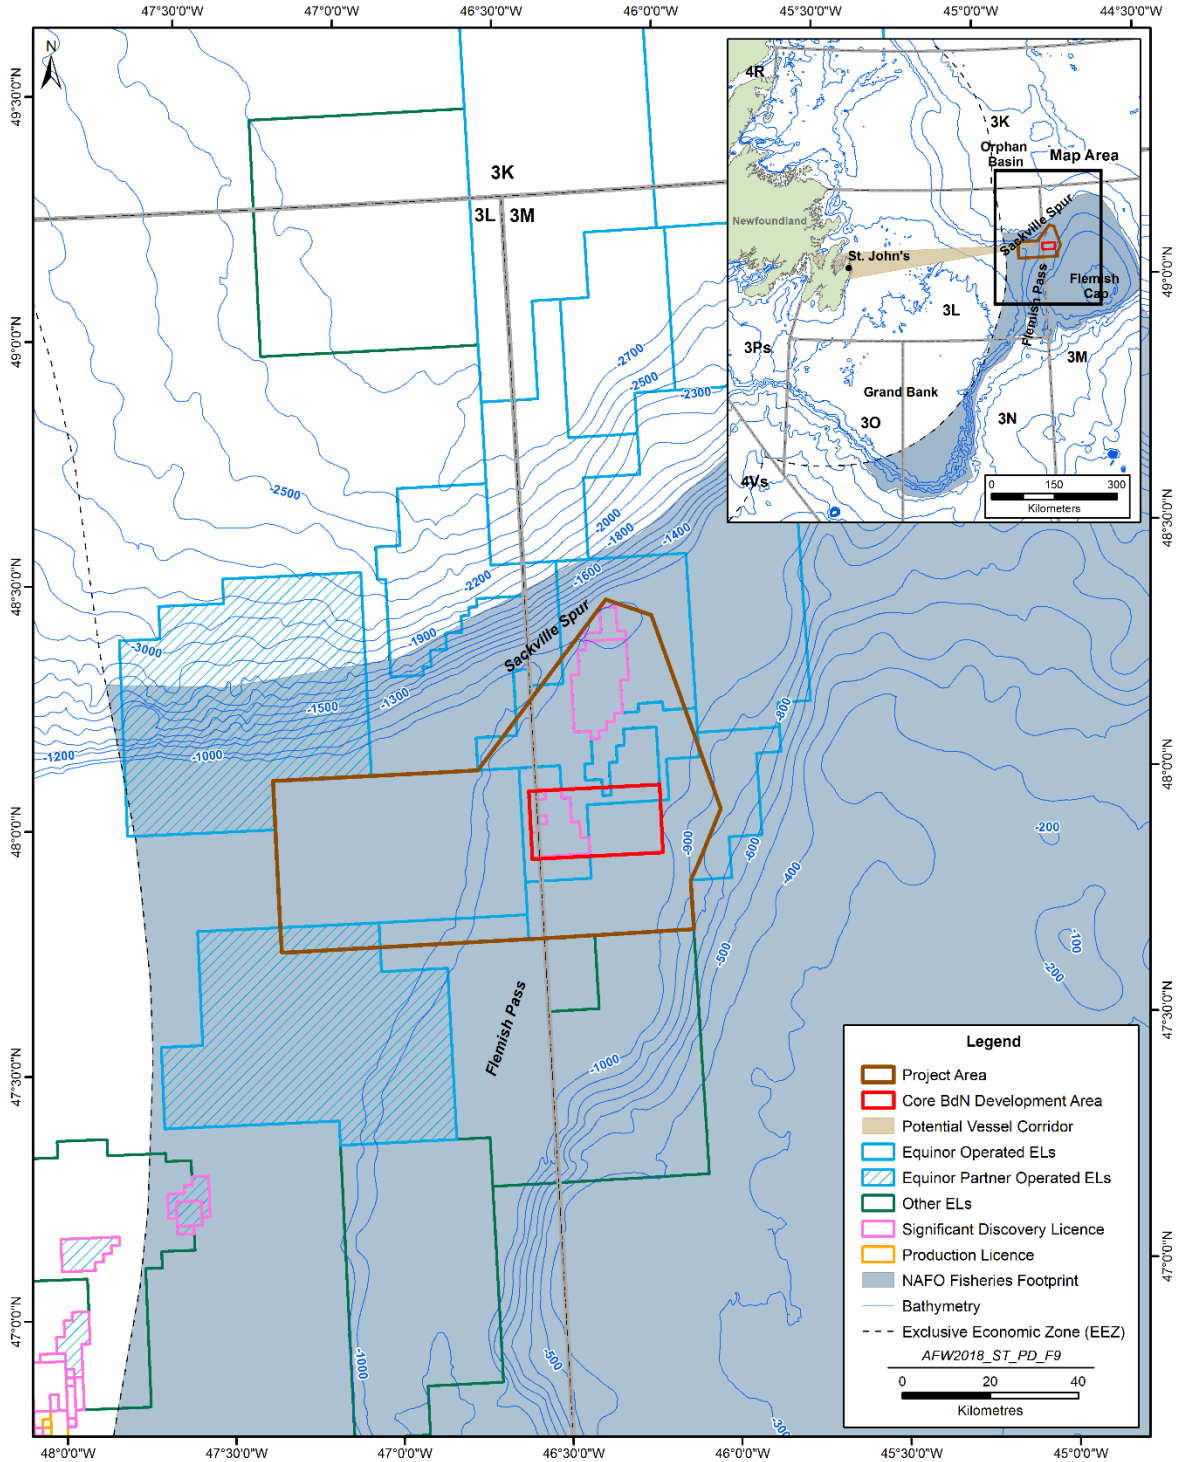 47°30'0"W
47°0'0"W
46°30'0"W
46°0'0"W
45°30'0"W
45°0'0"W
44°30'0"W
N
49°30'0"N
49°0'0"N
48°30'0"N
48°0'0"N
47°30'0"N
47°0'0"N
49°0'0"N
48°30'0"N
48°0'0"N
47°30'0"N
47°0'0"N
3K
3L
3M
4R
3K
Orphan
Basin
Map Area
Newfoundland
Sackville Spur
St. John's
Flemish
Cap
Flemish Pass
3L
3Ps
3M
Grand Bank
3O
3N
4Vs
0 150 300
Kilometers
-2700
-2500
-2300
-2500
-2000
-1800
-1400
-1600
-2200
-1900
-3000
-1500
-1300
-1200
-1000
Sackville Spur
-800
-900
-600
-400
-200
-100
-200
-500
Flemish Pass
-1000
-1000
-500
-300
Legend
Project Area
Core BdN Development Area
Potential Vessel Corridor
Equinor Operated ELs
Equinor Partner Operated ELs
Other ELs
Significant Discovery Licence
Production Licence
NAFO Fisheries Footprint
Bathymetry
Exclusive Economic Zone (EEZ)
AFW2018_ST_PD_F9
0 20 40
Kilometres
48°0'0"W
47°30'0"W
47°0'0"W
46°30'0"W
46°0'0"W
45°30'0"W
45°0'0"W